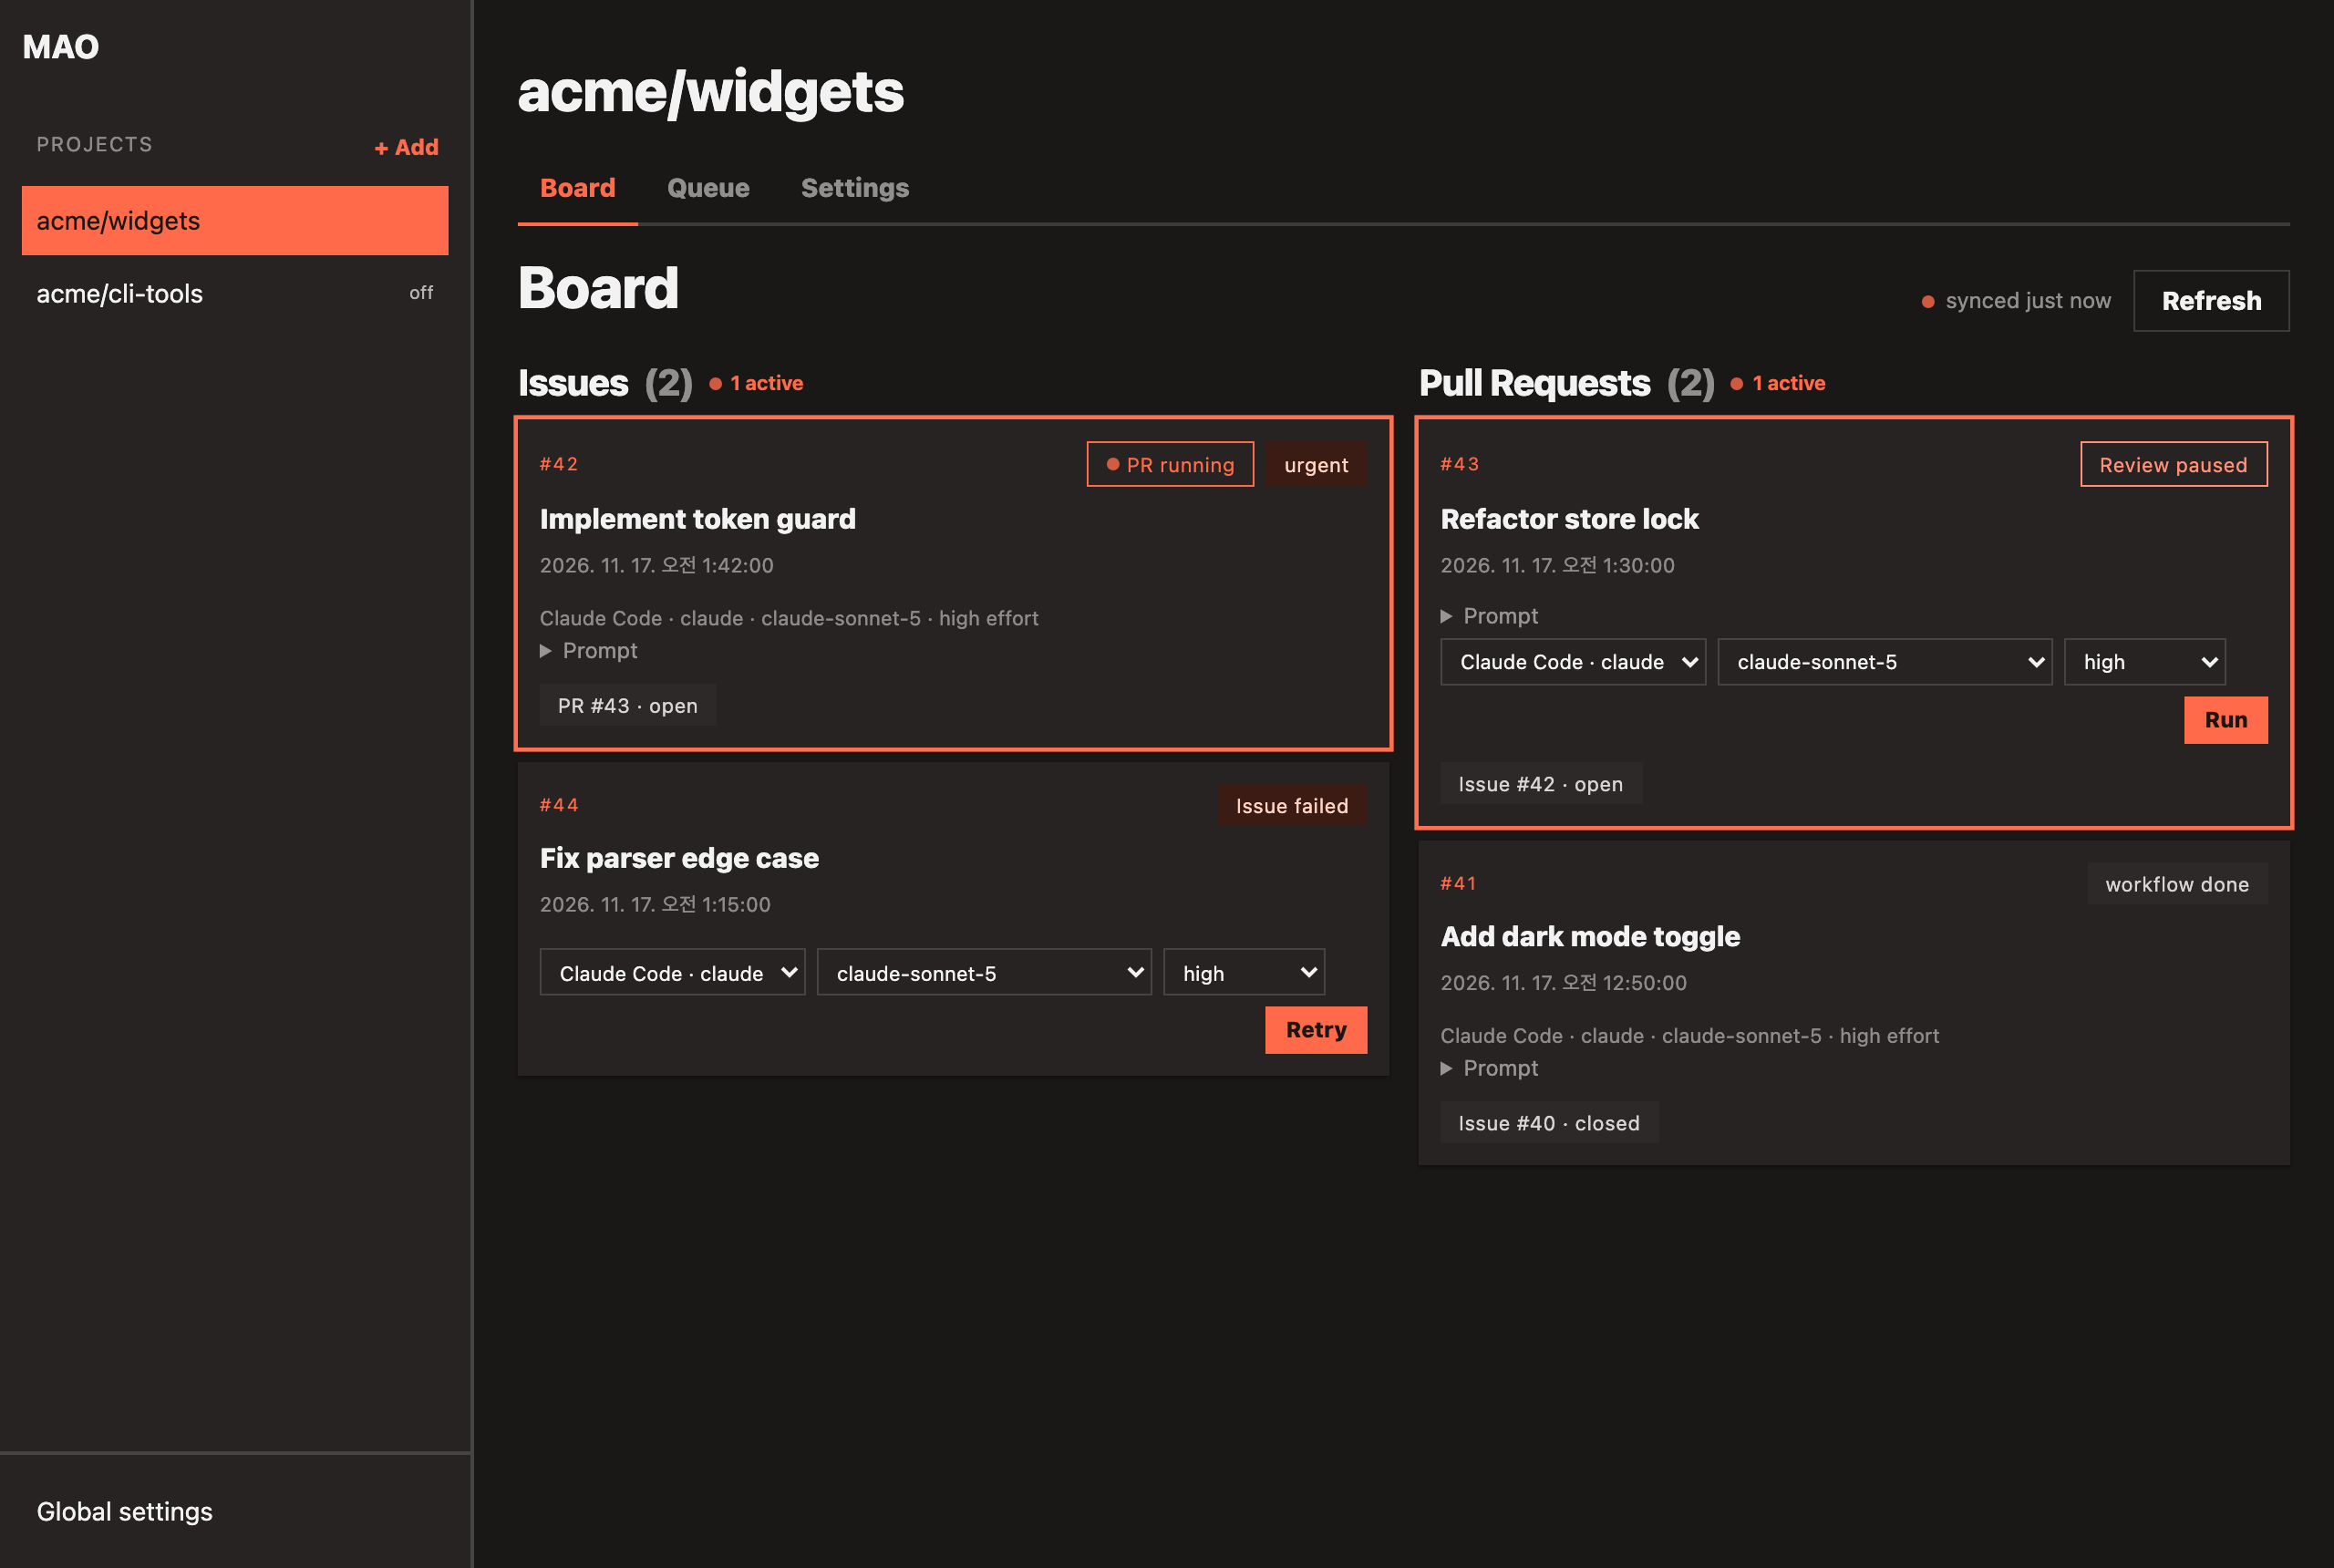 MAO
PROJECTS
+ Add
acme/widgets
acme/cli-tools
off
Global settings
acme/widgets
Board
Queue
Settings
Board
synced just now
Refresh
Issues (2)
1 active
#42
PR running
urgent
Implement token guard
2026. 11. 17. 오전 1:42:00
Claude Code · claude · claude-sonnet-5 · high effort
Prompt
PR #43 · open
#44
Issue failed
Fix parser edge case
2026. 11. 17. 오전 1:15:00
Claude Code · claude
claude-sonnet-5
high
Retry
Pull Requests (2)
1 active
#43
Review paused
Refactor store lock
2026. 11. 17. 오전 1:30:00
Prompt
Claude Code · claude
claude-sonnet-5
high
Run
Issue #42 · open
#41
workflow done
Add dark mode toggle
2026. 11. 17. 오전 12:50:00
Claude Code · claude · claude-sonnet-5 · high effort
Prompt
Issue #40 · closed